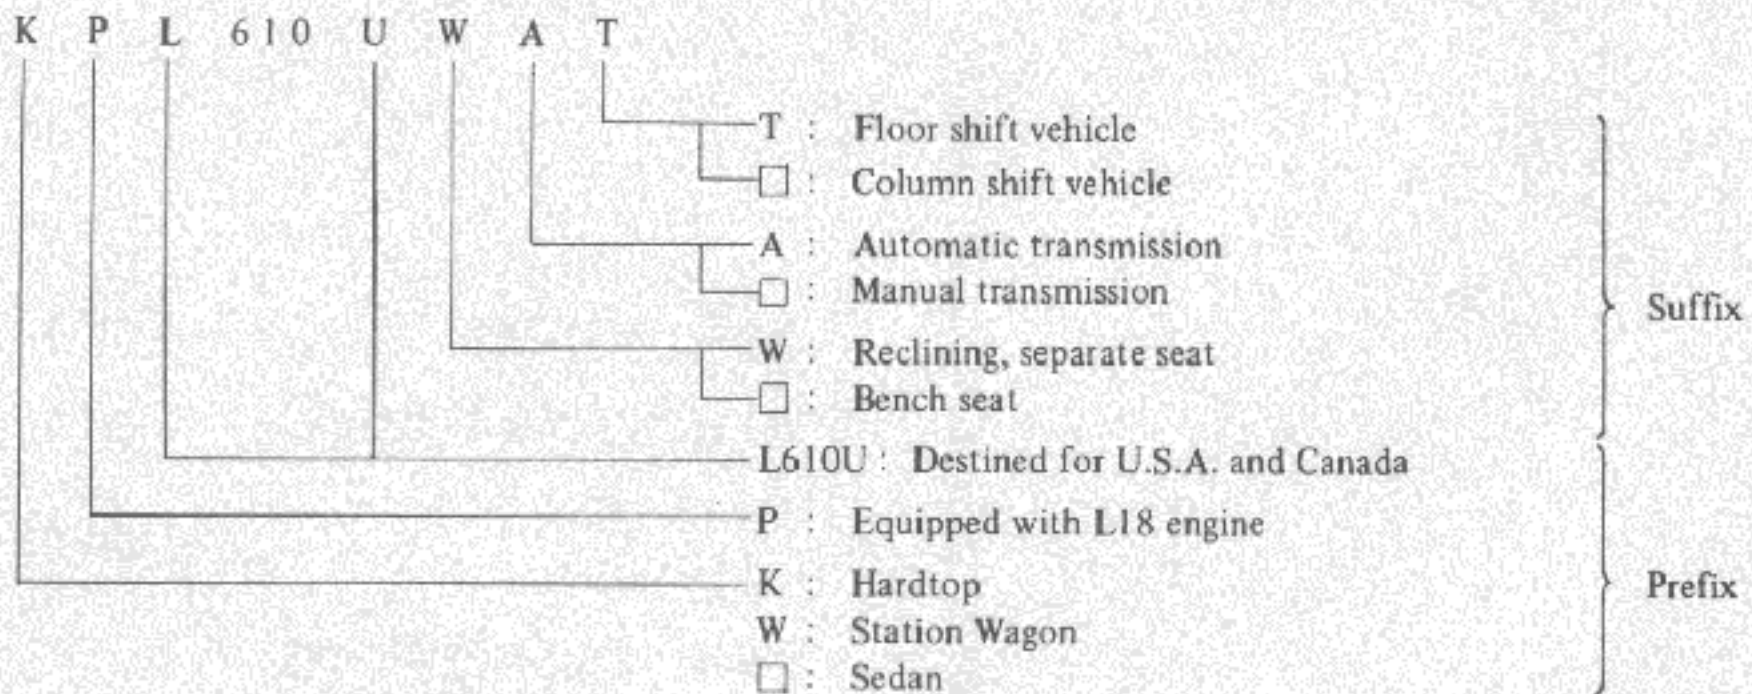 K P L 610 U W A T
T : Floor shift vehicle
□ : Column shift vehicle
A : Automatic transmission
□ : Manual transmission
Suffix
W : Reclining, separate seat
□ : Bench seat
L610U : Destined for U.S.A. and Canada
P : Equipped with L18 engine
K : Hardtop
Prefix
W : Station Wagon
□ : Sedan